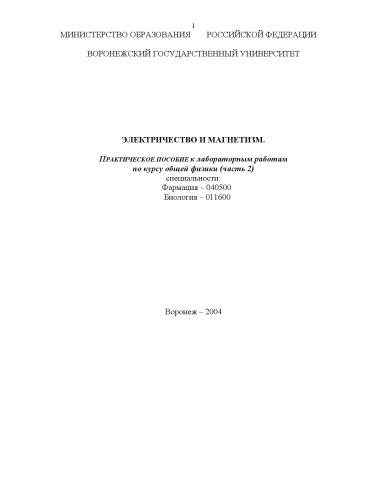 1
МИНИСТЕРСТВО ОБРАЗОВАНИЯ РОССИЙСКОЙ ФЕДЕРАЦИИ
ВОРОНЕЖСКИЙ ГОСУДАРСТВЕННЫЙ УНИВЕРСИТЕТ
ЭЛЕКТРИЧЕСТВО И МАГНЕТИЗМ.
ПРАКТИЧЕСКОЕ ПОСОБИЕ к лабораторным работам
по курсу общей физики (часть 2)
специальности:
Фармация – 040500
Биология – 011600
Воронеж – 2004